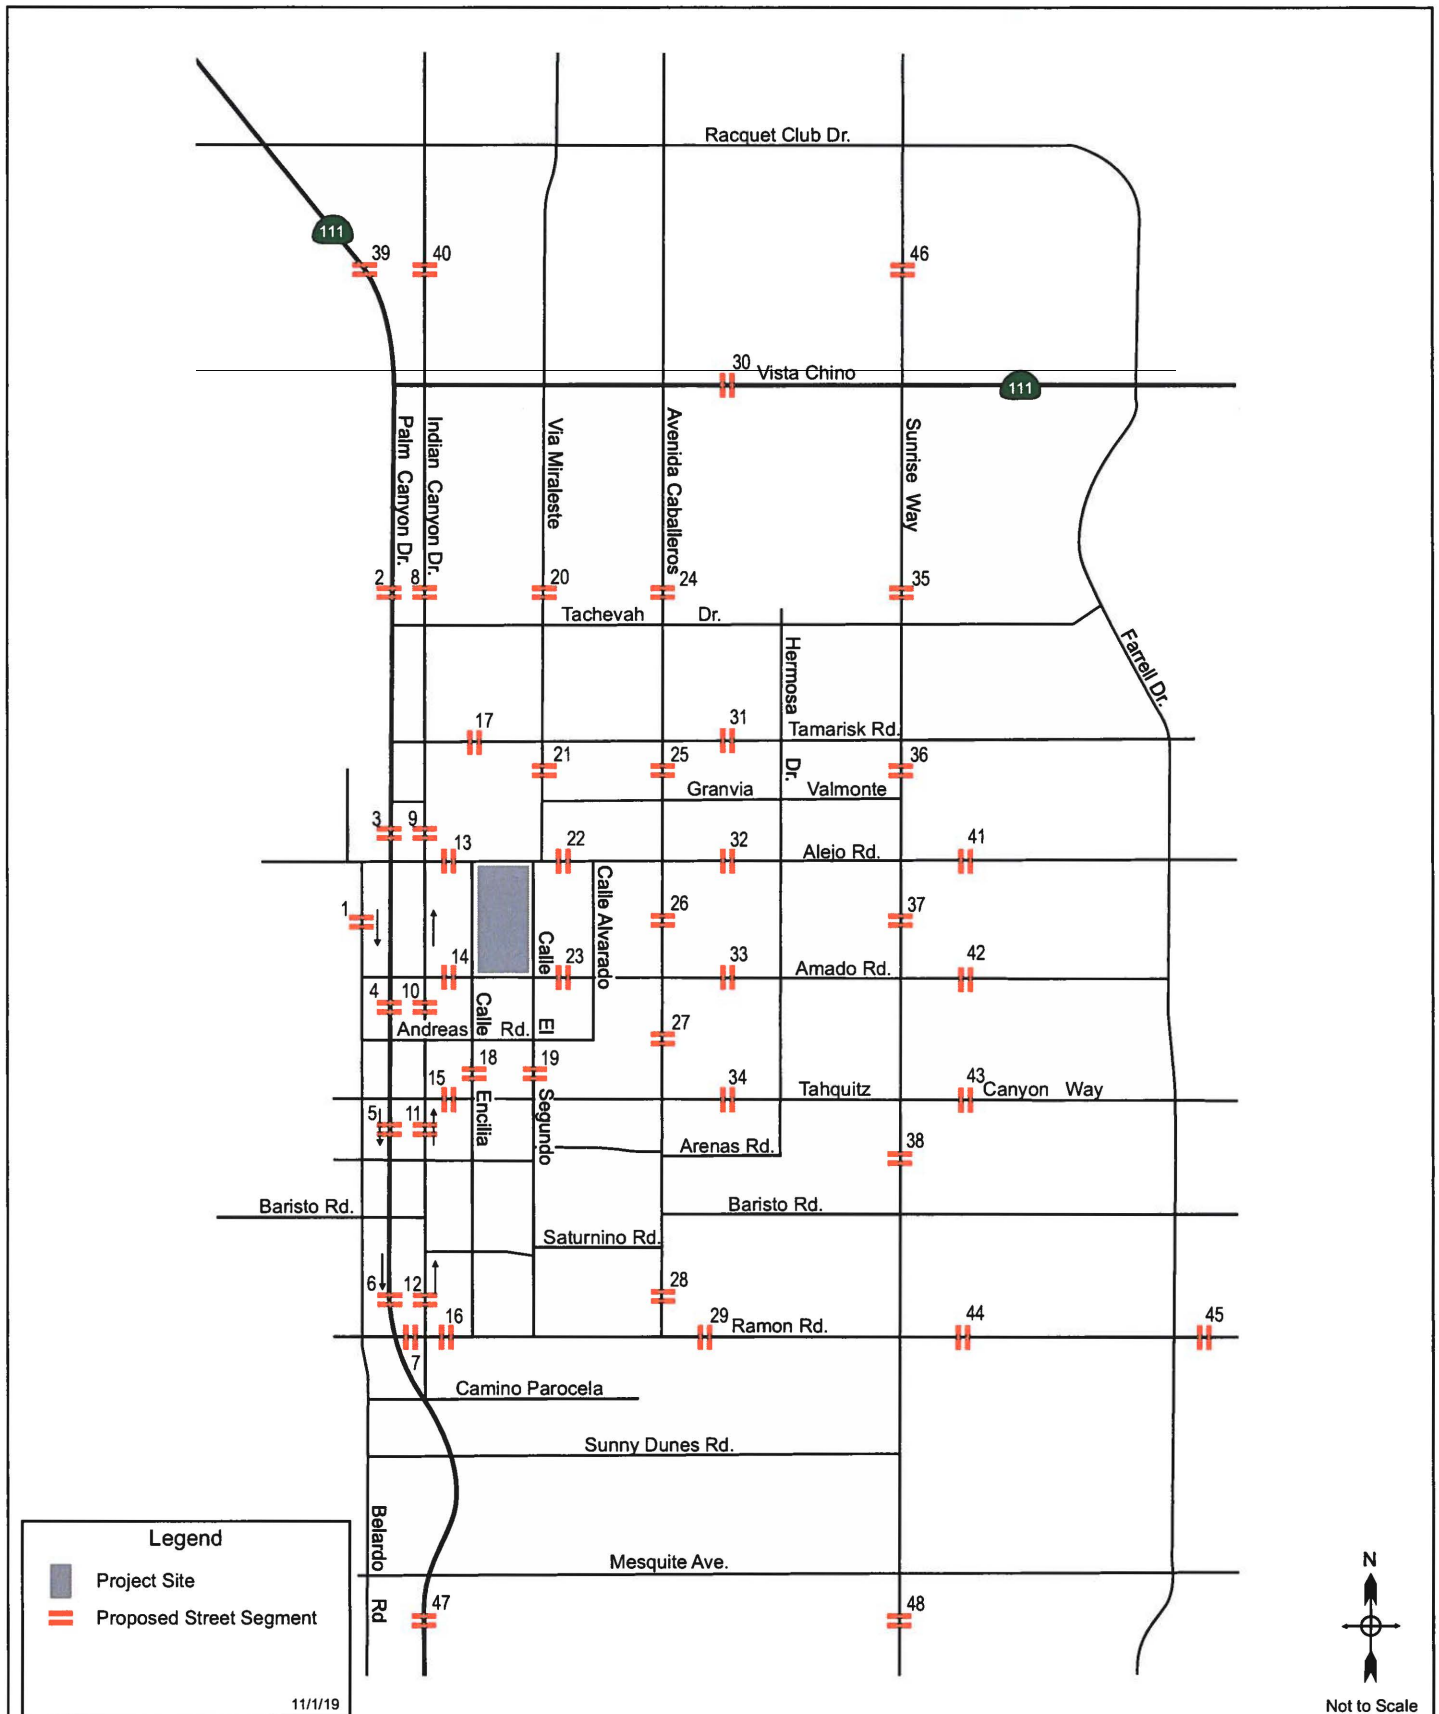 Racquet Club Dr.
111
39
40
46
30
Vista Chino
111
Palm Canyon Dr.
Indian Canyon Dr.
Via Miraleste
Avenida Caballeros
Sunrise Way
2
8
20
24
35
Tachevah Dr.
Hermosa Dr.
Farrell Dr.
17
31
Tamarisk Rd.
21
25
36
Granvia Valmonte
3
9
13
22
32
Alejo Rd.
41
1
Calle Alvarado
26
37
14
Calle El Segundo
23
33
Amado Rd.
42
4
10
Calle Encilia
27
Andreas Rd.
18
19
15
34
Tahquitz Canyon Way
43
5
11
Arenas Rd.
38
Baristo Rd.
Baristo Rd.
Saturnino Rd.
6
12
28
16
29
Ramon Rd.
44
45
7
Camino Parocela
Sunny Dunes Rd.
Belardo Rd
Mesquite Ave.
47
48
Legend
Project Site
Proposed Street Segment
11/1/19
N
Not to Scale